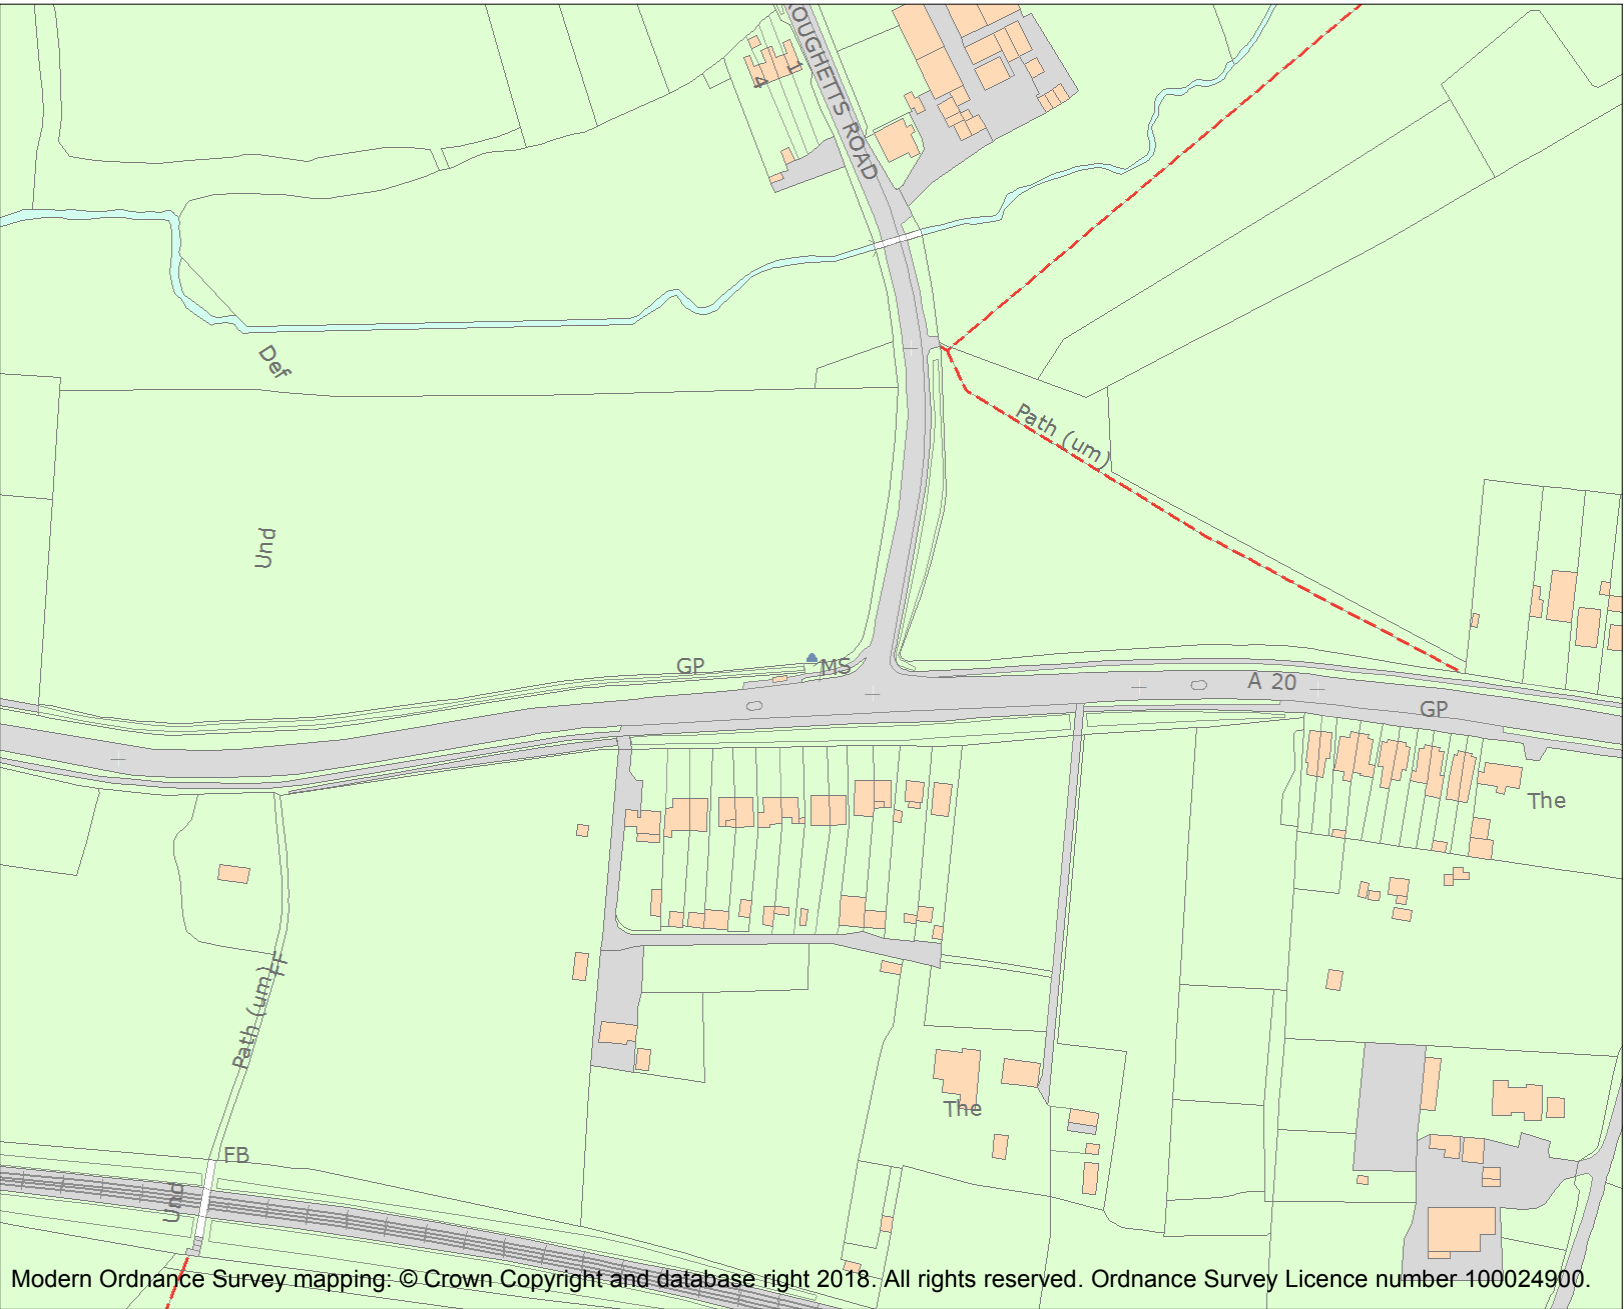 OUGHETTS ROAD
1
4
Def
Path (um)
Und
GP
MS
A 20
GP
The
FF
Path (um)
The
FB
Und
Modern Ordnance Survey mapping: © Crown Copyright and database right 2018. All rights reserved. Ordnance Survey Licence number 100024900.